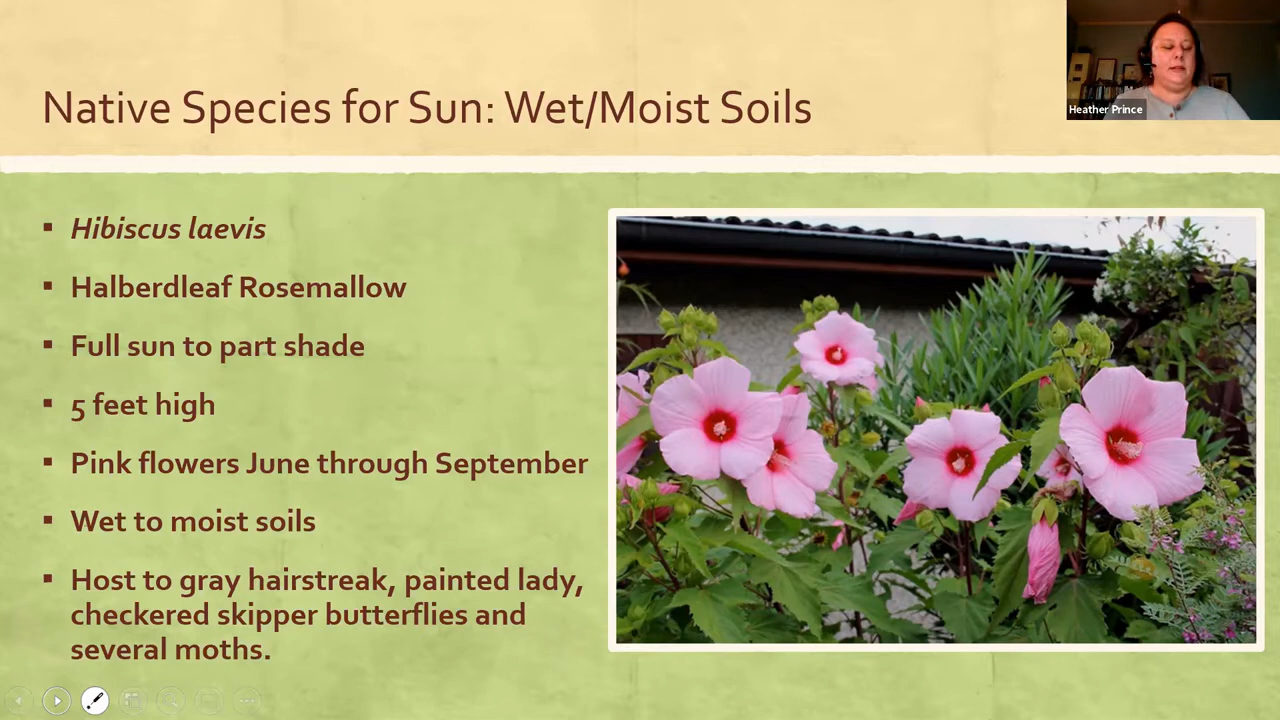 Native Species for Sun: Wet/Moist Soils
Heather Prince
▪ Hibiscus laevis
▪ Halberdleaf Rosemallow
▪ Full sun to part shade
▪ 5 feet high
▪ Pink flowers June through September
▪ Wet to moist soils
▪ Host to gray hairstreak, painted lady,
checkered skipper butterflies and
several moths.